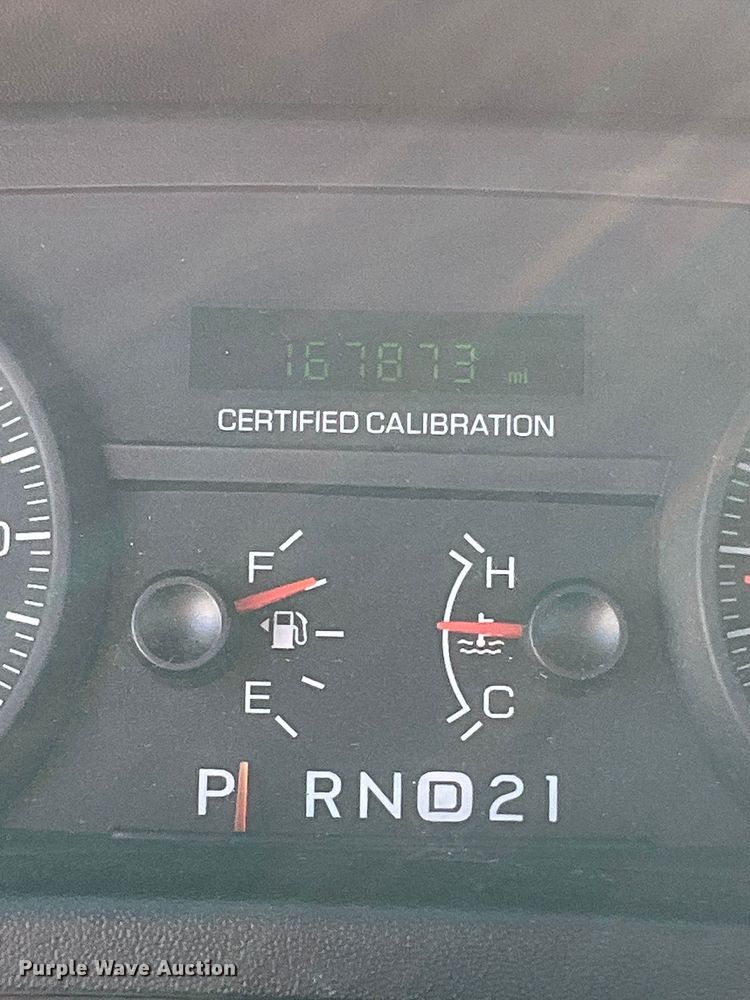 167873 mi
CERTIFIED CALIBRATION
F
H
E
C
P RND21
Purple Wave Auction